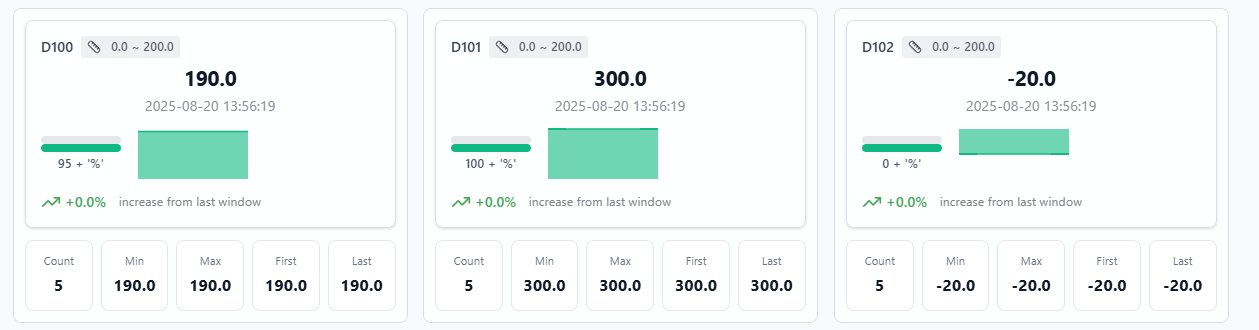 D100 0.0 ~ 200.0
190.0
2025-08-20 13:56:19
95 + '%'
+0.0% increase from last window
Count Min Max First Last
5 190.0 190.0 190.0 190.0
D101 0.0 ~ 200.0
300.0
2025-08-20 13:56:19
100 + '%'
+0.0% increase from last window
Count Min Max First Last
5 300.0 300.0 300.0 300.0
D102 0.0 ~ 200.0
-20.0
2025-08-20 13:56:19
0 + '%'
+0.0% increase from last window
Count Min Max First Last
5 -20.0 -20.0 -20.0 -20.0